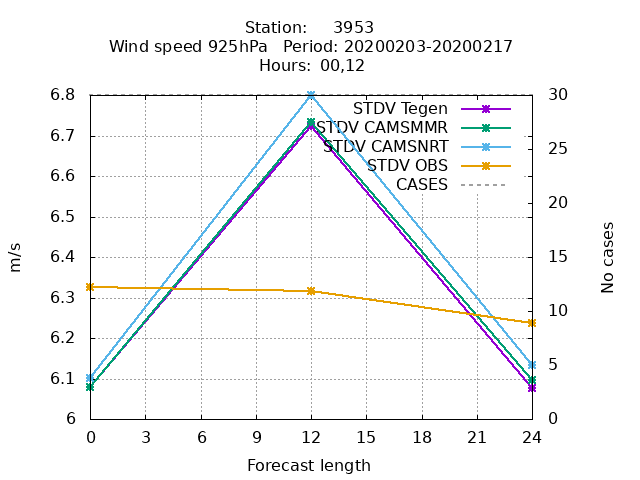 Station:     3953
Wind speed 925hPa   Period: 20200203-20200217
Hours: 00,12
6.8
6.7
6.6
6.5
6.4
6.3
6.2
6.1
6
m/s
STDV Tegen
STDV CAMSMMR
STDV CAMSNRT
STDV OBS
CASES
30
25
20
15
10
5
0
No cases
0 3 6 9 12 15 18 21 24
Forecast length